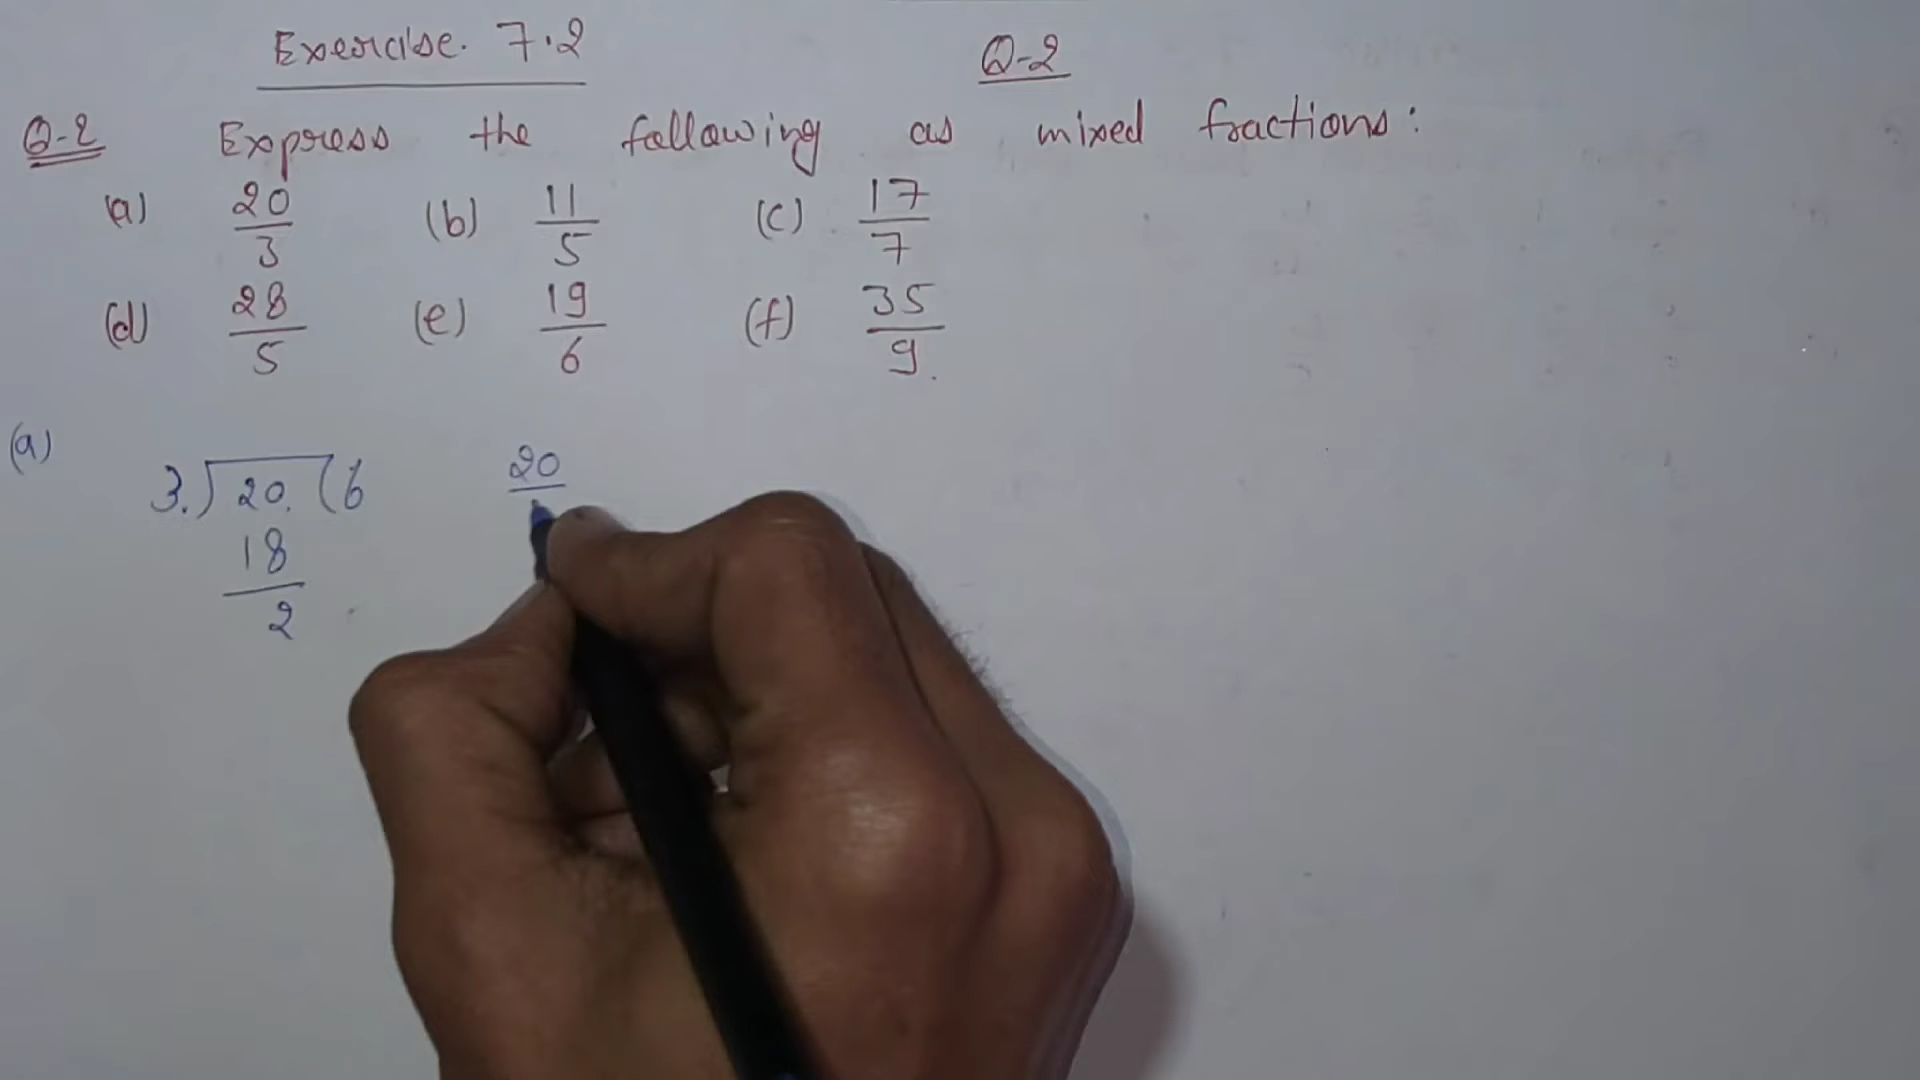 Exercise. 7.2 Q-2
Q-2 Express the following as mixed fractions:
(a) 20/3 (b) 11/5 (c) 17/7
(d) 28/5 (e) 19/6 (f) 35/9.
(a)
3.) 20. (6
18
2
20